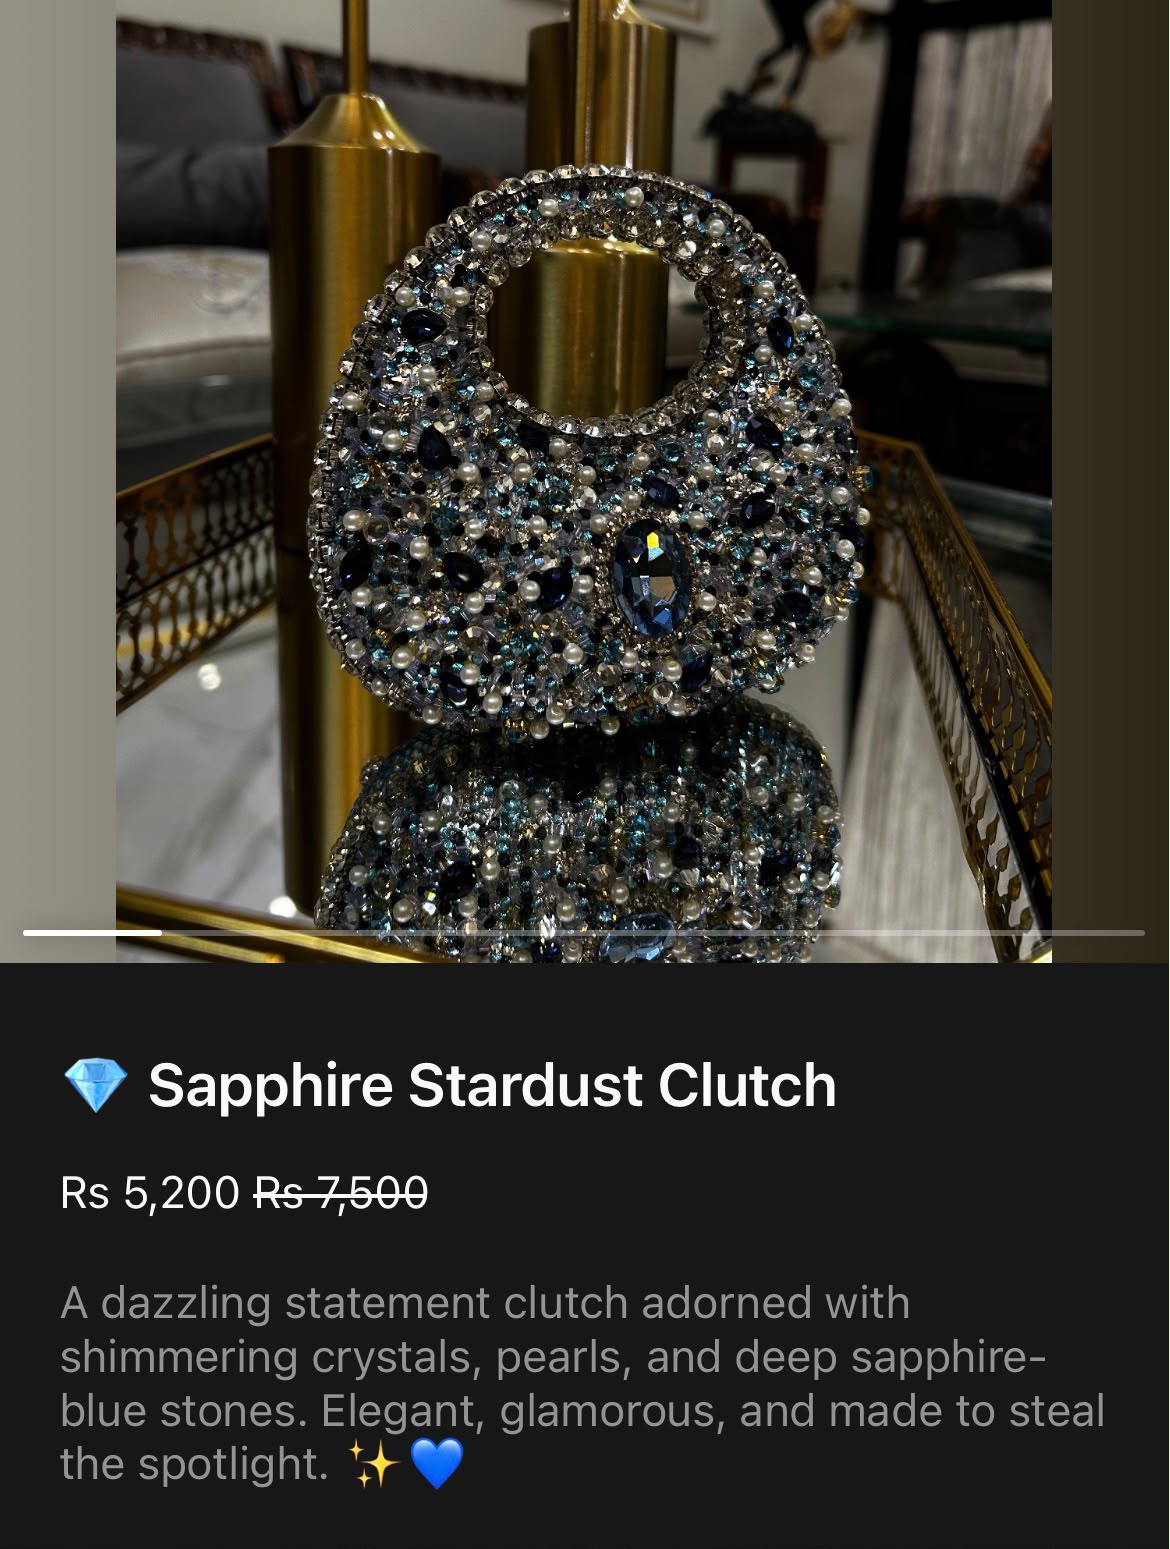 💎 Sapphire Stardust Clutch
Rs 5,200 Rs 7,500
A dazzling statement clutch adorned with
shimmering crystals, pearls, and deep sapphire-
blue stones. Elegant, glamorous, and made to steal
the spotlight. ✨💙